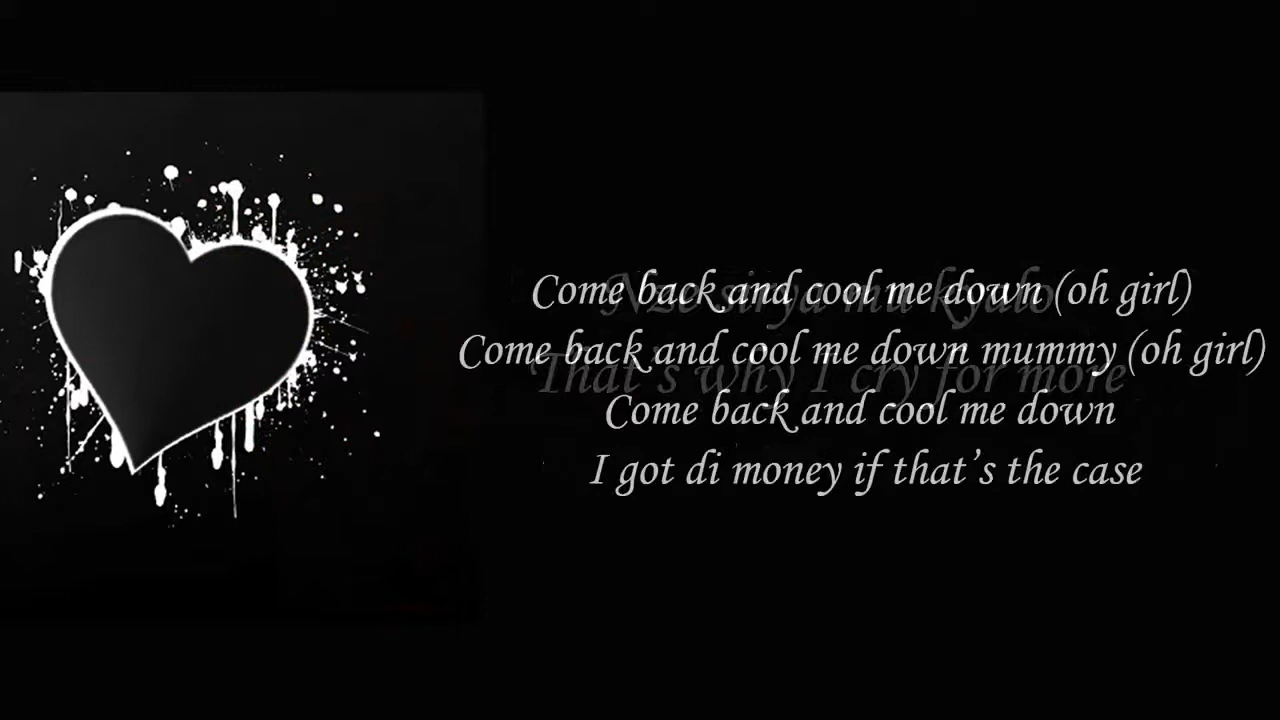 Come back and cool me down (oh girl)
Come back and cool me down mummy (oh girl)
Come back and cool me down
I got di money if that's the case
That's why I cry for more